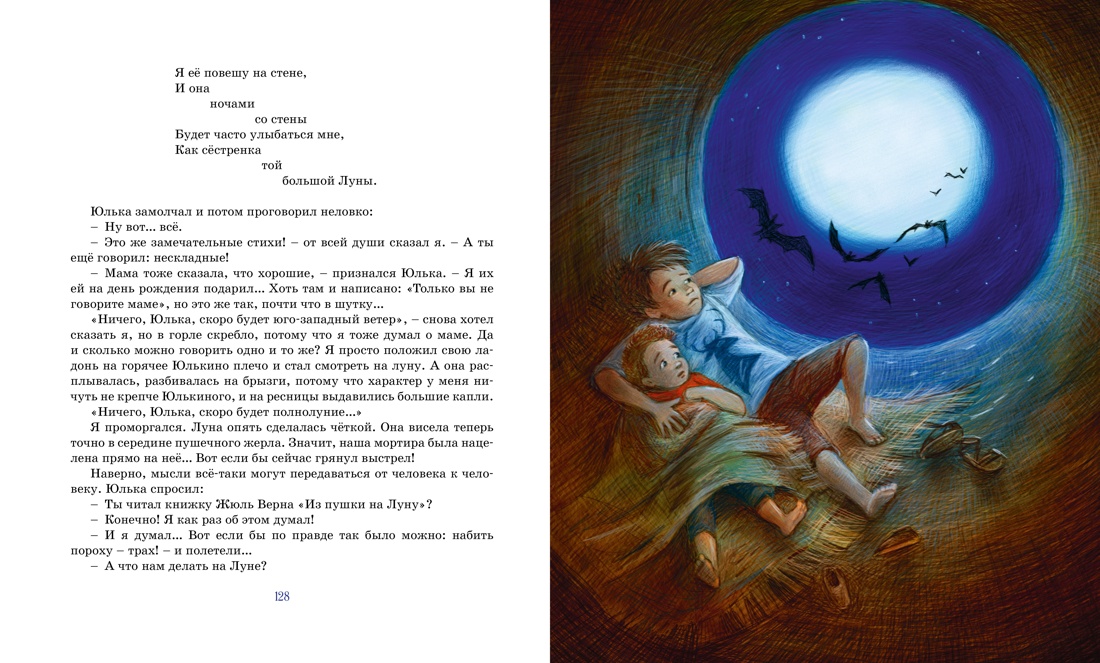 Я её повешу на стене,
И она
ночами
со стены
Будет часто улыбаться мне,
Как сёстренка
той
большой Луны.
Юлька замолчал и потом проговорил неловко:
– Ну вот... всё.
– Это же замечательные стихи! – от всей души сказал я. – А ты
ещё говорил: нескладные!
– Мама тоже сказала, что хорошие, – признался Юлька. – Я их
ей на день рождения подарил... Хоть там и написано: «Только вы не
говорите маме», но это же так, почти что в шутку...
«Ничего, Юлька, скоро будет юго-западный ветер», – снова хотел
сказать я, но в горле скребло, потому что я тоже думал о маме. Да
и сколько можно говорить одно и то же? Я просто положил свою ла-
донь на горячее Юлькино плечо и стал смотреть на луну. А она рас-
плывалась, разбивалась на брызги, потому что характер у меня ни-
чуть не крепче Юлькиного, и на ресницы выдавились большие капли.
«Ничего, Юлька, скоро будет полнолуние...»
Я проморгался. Луна опять сделалась чёткой. Она висела теперь
точно в середине пушечного жерла. Значит, наша мортира была наце-
лена прямо на неё... Вот если бы сейчас грянул выстрел!
Наверно, мысли всё-таки могут передаваться от человека к чело-
веку. Юлька спросил:
– Ты читал книжку Жюль Верна «Из пушки на Луну»?
– Конечно! Я как раз об этом думал!
– И я думал... Вот если бы по правде так было можно: набить
пороху – трах! – и полетели...
– А что нам делать на Луне?
128